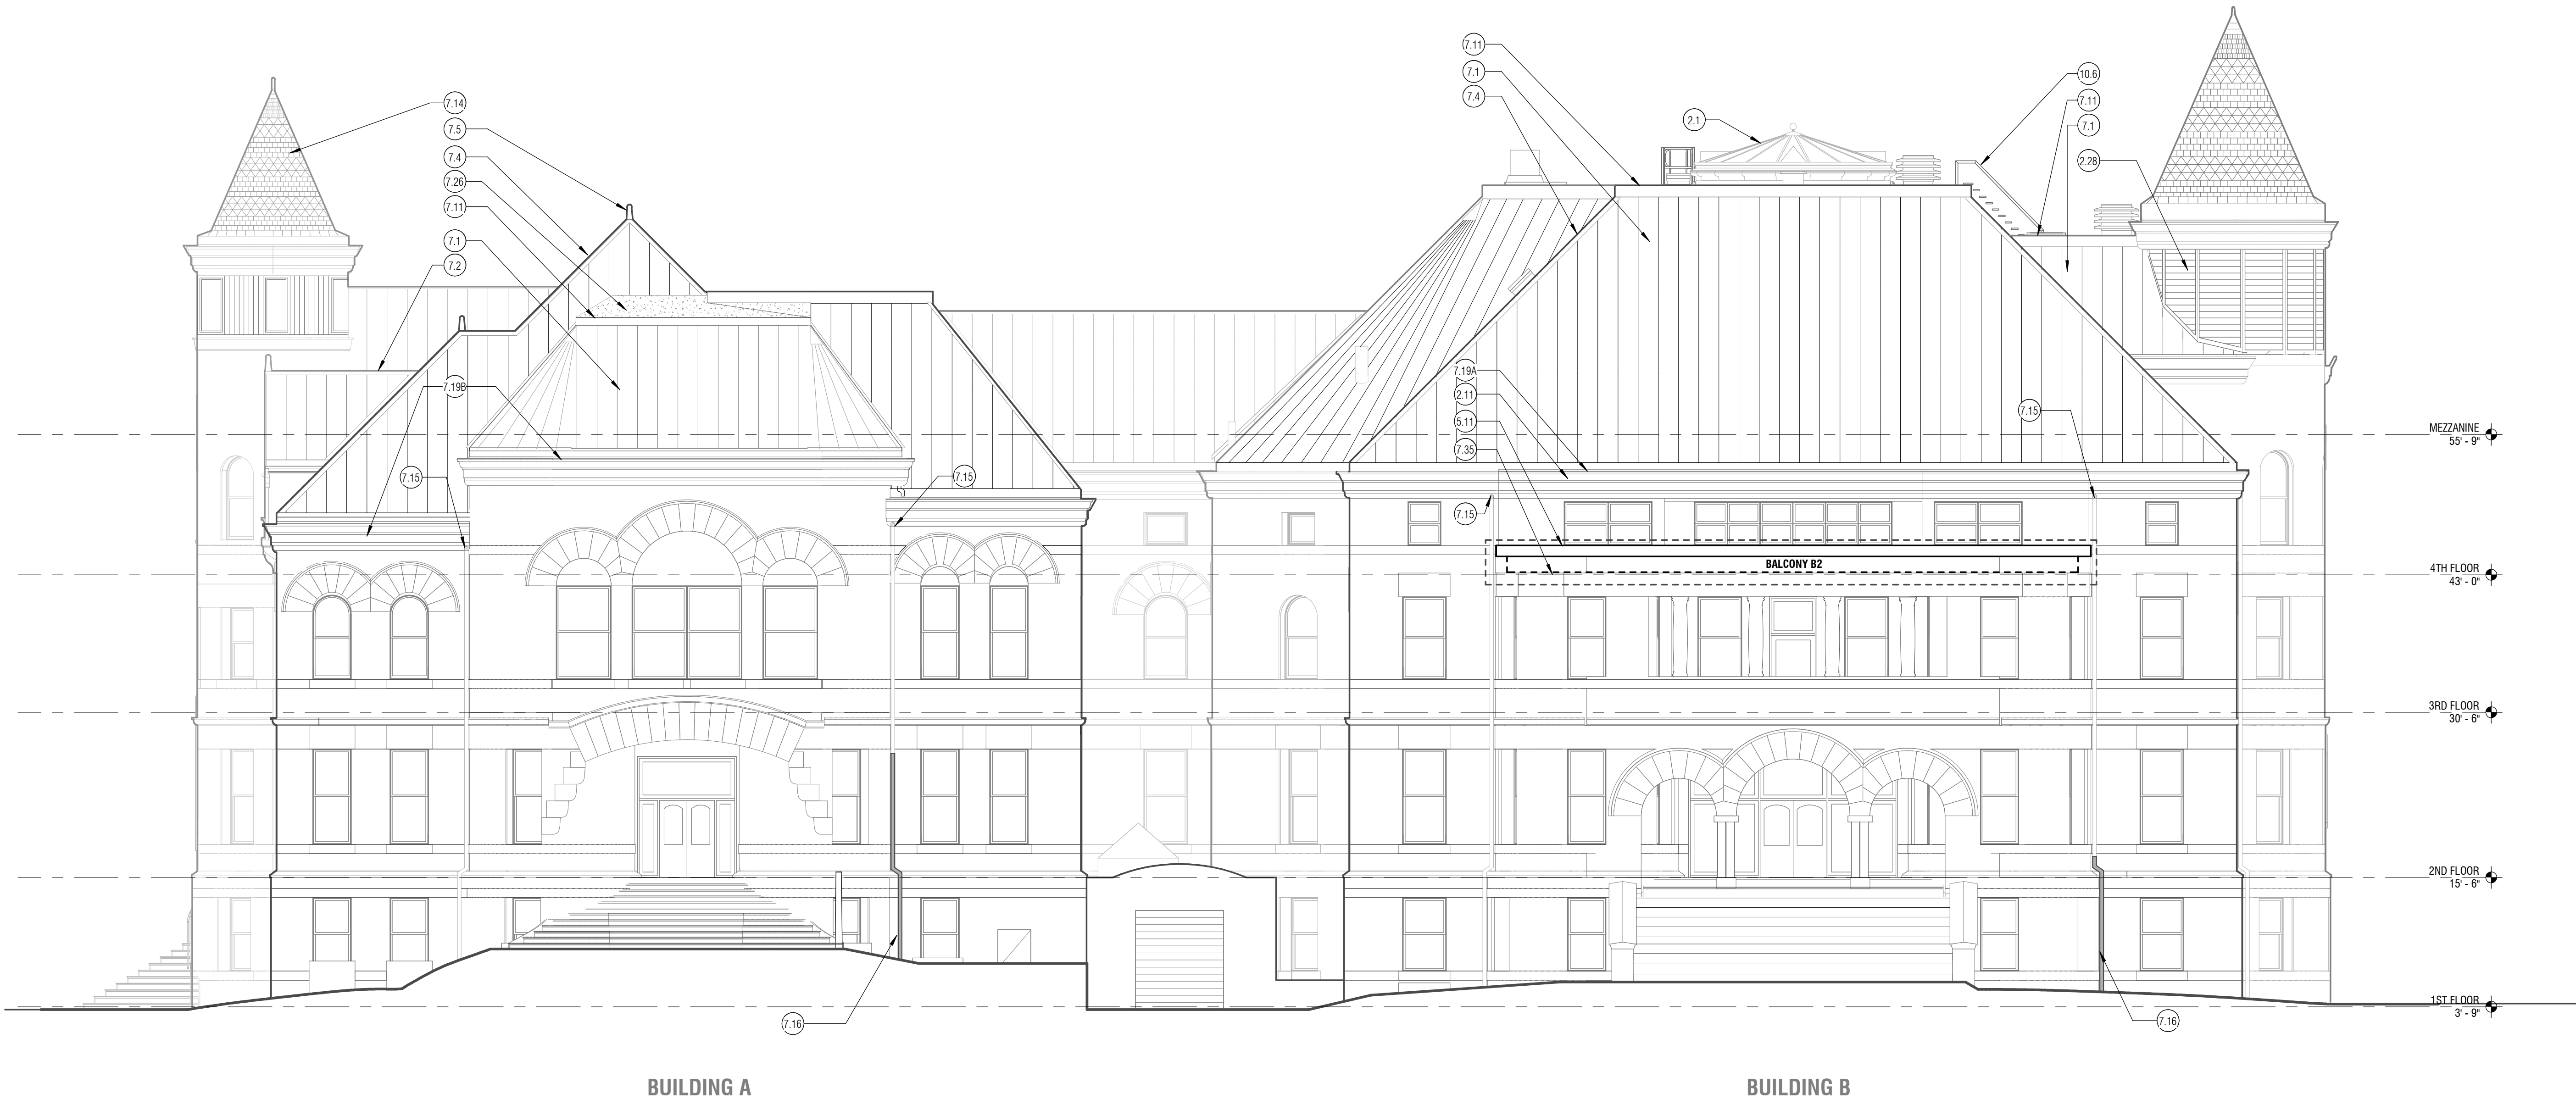 7.14
7.5
7.4
7.26
7.11
7.1
7.2
7.19B
7.15
7.15
7.16
7.11
7.1
7.4
2.1
10.6
7.11
7.1
2.28
7.19A
2.11
5.11
7.35
7.15
7.15
BALCONY B2
7.16
MEZZANINE
55' - 9"
4TH FLOOR
43' - 0"
3RD FLOOR
30' - 6"
2ND FLOOR
15' - 6"
1ST FLOOR
3' - 9"
BUILDING A
BUILDING B